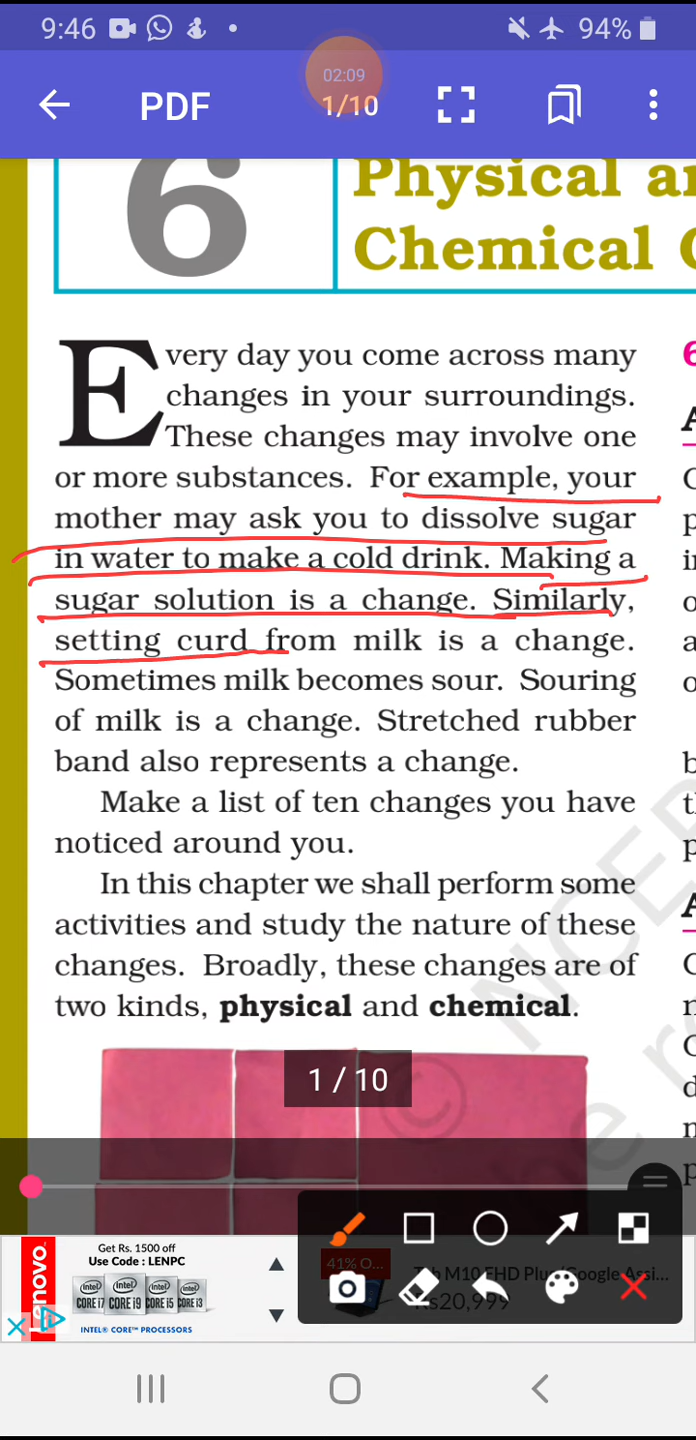 9:46
94%
02:09
PDF
1/10
6
Physical an
Chemical C
Every day you come across many
changes in your surroundings.
These changes may involve one
or more substances. For example, your
mother may ask you to dissolve sugar
in water to make a cold drink. Making a
sugar solution is a change. Similarly,
setting curd from milk is a change.
Sometimes milk becomes sour. Souring
of milk is a change. Stretched rubber
band also represents a change.
Make a list of ten changes you have
noticed around you.
In this chapter we shall perform some
activities and study the nature of these
changes. Broadly, these changes are of
two kinds, physical and chemical.
© NCE
1 / 10
Lenovo
Get Rs. 1500 off
Use Code : LENPC
intel intel intel intel
CORE i7 CORE i9 CORE i5 CORE i3
INTEL® CORE™ PROCESSORS
41% O...
Tab M10 FHD Plus (Google Assi...
Rs20,999